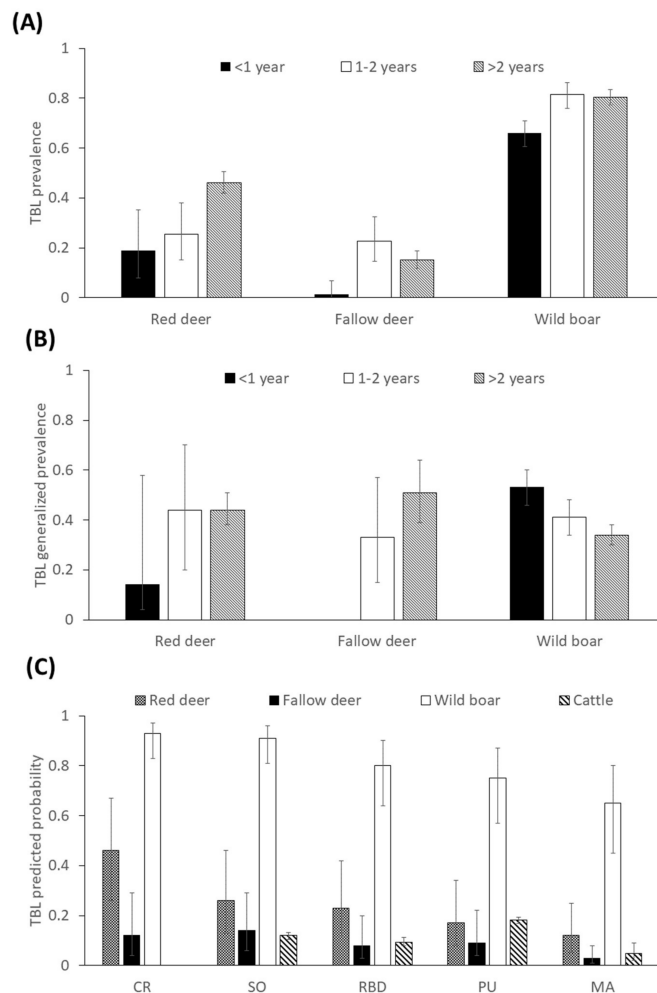 (A)
TBL prevalence
1
0.8
0.6
0.4
0.2
0
<1 year
1-2 years
>2 years
Red deer
Fallow deer
Wild boar
(B)
TBL generalized prevalence
1
0.8
0.6
0.4
0.2
0
<1 year
1-2 years
>2 years
Red deer
Fallow deer
Wild boar
(C)
Red deer
Fallow deer
Wild boar
Cattle
TBL predicted probability
1
0.8
0.6
0.4
0.2
0
CR
SO
RBD
PU
MA